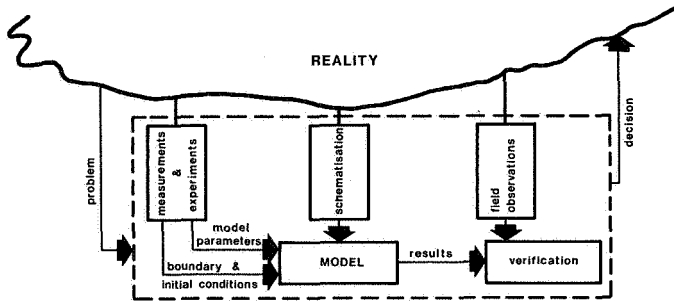 REALITY
problem
measurements
&
experiments
schematisation
field
observations
decision
model
parameters
boundary &
initial conditions
MODEL
results
verification